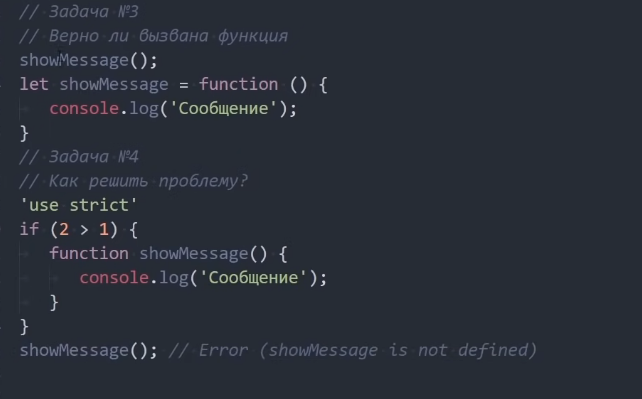 // Задача №3
// Верно ли вызвана функция
showMessage();
let showMessage = function () {
console.log('Сообщение');
}
// Задача №4
// Как решить проблему?
'use strict'
if (2 > 1) {
function showMessage() {
console.log('Сообщение');
}
}
showMessage(); // Error (showMessage is not defined)